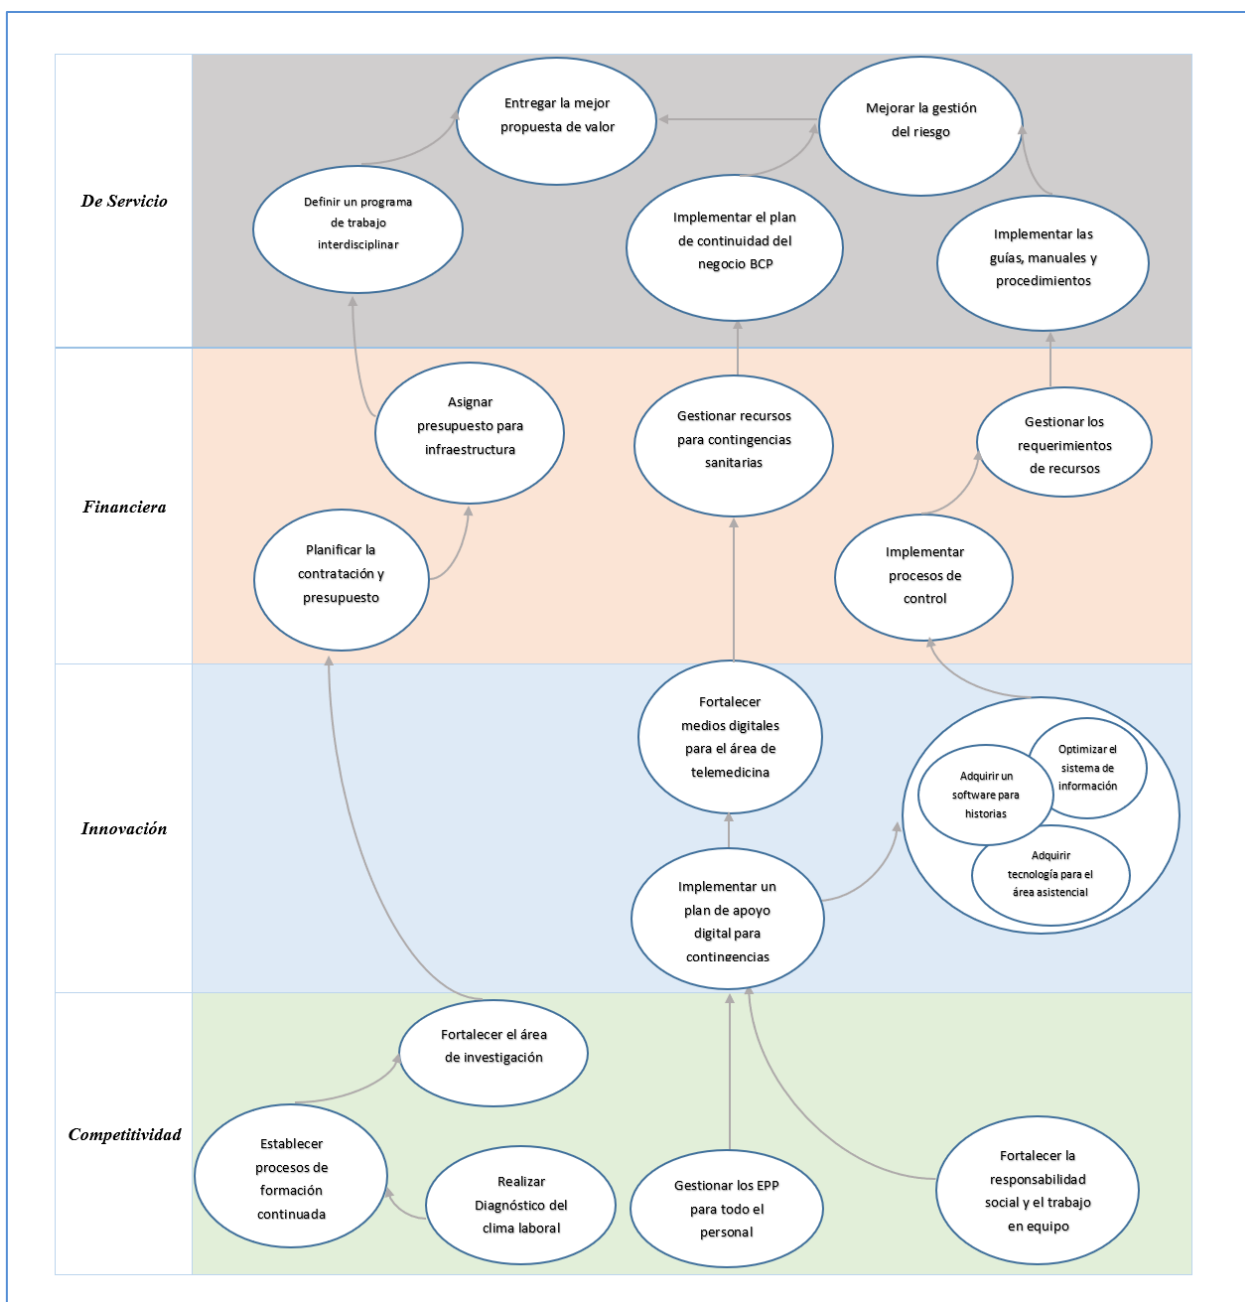 De Servicio
Entregar la mejor
propuesta de valor
Mejorar la gestión
del riesgo
Definir un programa
de trabajo
interdisciplinar
Implementar el plan
de continuidad del
negocio BCP
Implementar las
guías, manuales y
procedimientos
Financiera
Asignar
presupuesto para
infraestructura
Gestionar recursos
para contingencias
sanitarias
Gestionar los
requerimientos
de recursos
Planificar la
contratación y
presupuesto
Implementar
procesos de
control
Innovación
Fortalecer
medios digitales
para el área de
telemedicina
Optimizar el
sistema de
información
Adquirir un
software para
historias
Adquirir
tecnología para el
área asistencial
Implementar un
plan de apoyo
digital para
contingencias
Competitividad
Fortalecer el área
de investigación
Establecer
procesos de
formación
continuada
Realizar
Diagnóstico del
clima laboral
Gestionar los EPP
para todo el
personal
Fortalecer la
responsabilidad
social y el trabajo
en equipo